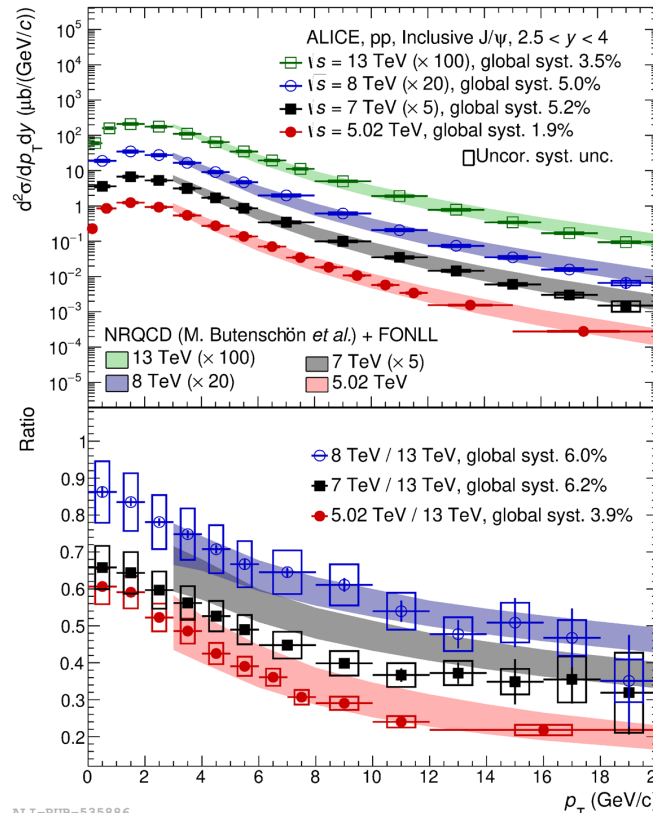 ALICE, pp, Inclusive J/ψ, 2.5 < y < 4
√s = 13 TeV (× 100), global syst. 3.5%
√s = 8 TeV (× 20), global syst. 5.0%
√s = 7 TeV (× 5), global syst. 5.2%
√s = 5.02 TeV, global syst. 1.9%
Uncor. syst. unc.
d²σ/dp_T dy (μb/(GeV/c))
10⁴
10³
10²
10
1
10⁻¹
10⁻²
10⁻³
10⁻⁴
10⁻⁵
NRQCD (M. Butenschön et al.) + FONLL
13 TeV (× 100)
7 TeV (× 5)
8 TeV (× 20)
5.02 TeV
Ratio
1
0.9
0.8
0.7
0.6
0.5
0.4
0.3
0.2
8 TeV / 13 TeV, global syst. 6.0%
7 TeV / 13 TeV, global syst. 6.2%
5.02 TeV / 13 TeV, global syst. 3.9%
0 2 4 6 8 10 12 14 16 18 20
p_T (GeV/c)